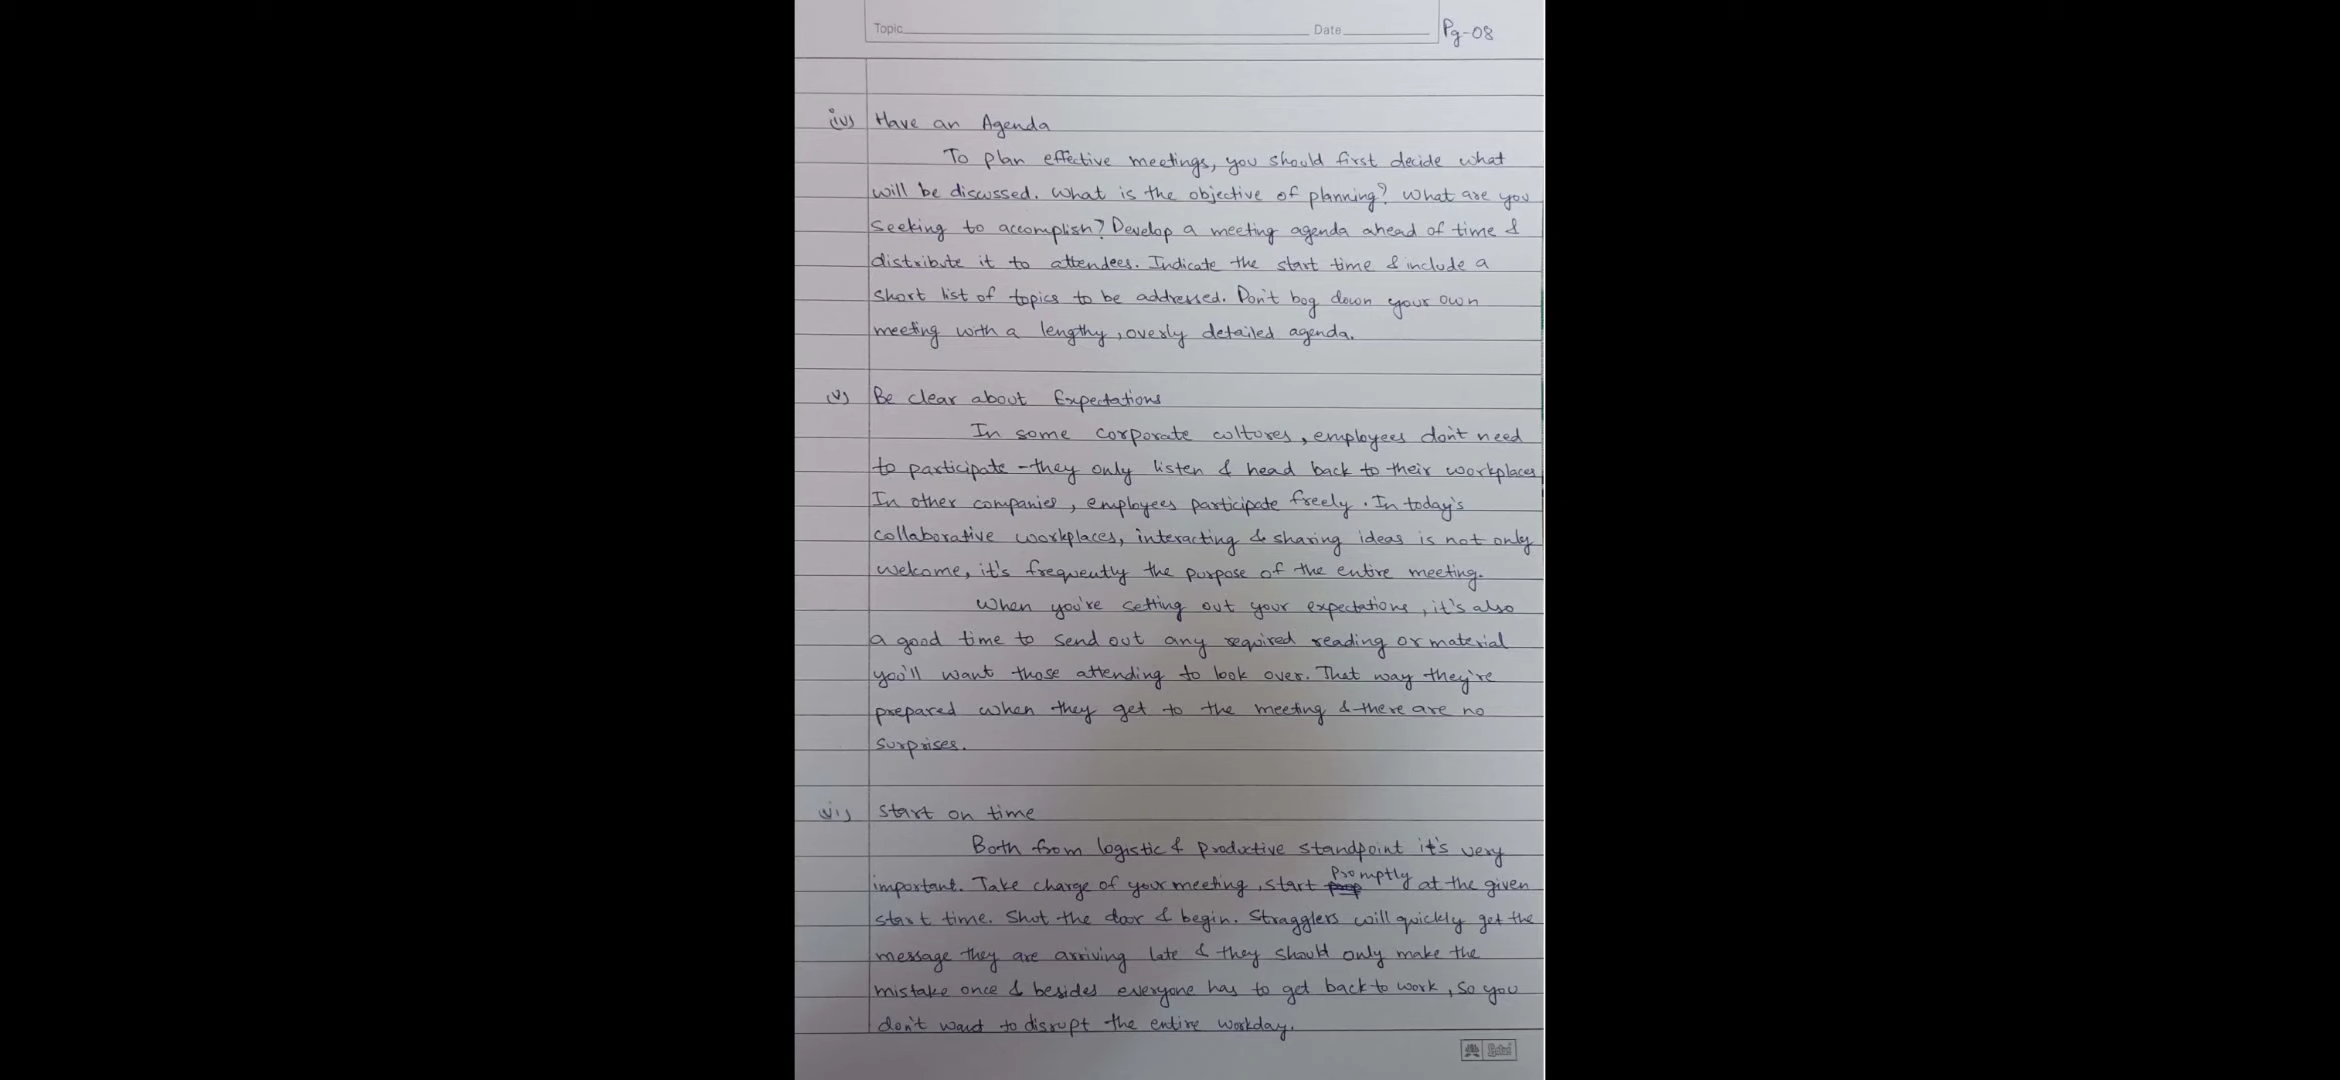 Topic Date Pg-08
(iv) Have an Agenda
To plan effective meetings, you should first decide what
will be discussed. What is the objective of planning? What are you
seeking to accomplish? Develop a meeting agenda ahead of time &
distribute it to attendees. Indicate the start time & include a
short list of topics to be addressed. Don't bog down your own
meeting with a lengthy, overly detailed agenda.
(v) Be clear about Expectations
In some corporate cultures, employees don't need
to participate - they only listen & head back to their workplaces
In other companies, employees participate freely. In today's
collaborative workplaces, interacting & sharing ideas is not only
welcome, it's frequently the purpose of the entire meeting.
When you're setting out your expectations, it's also
a good time to send out any required reading or material
you'll want those attending to look over. That way they're
prepared when they get to the meeting & there are no
surprises.
(vi) Start on time
Both from logistic & productive standpoint it's very
important. Take charge of your meeting, start promptly at the given
start time. Shut the door & begin. Stragglers will quickly get the
message they are arriving late & they should only make the
mistake once & besides everyone has to get back to work, so you
don't want to disrupt the entire workday.